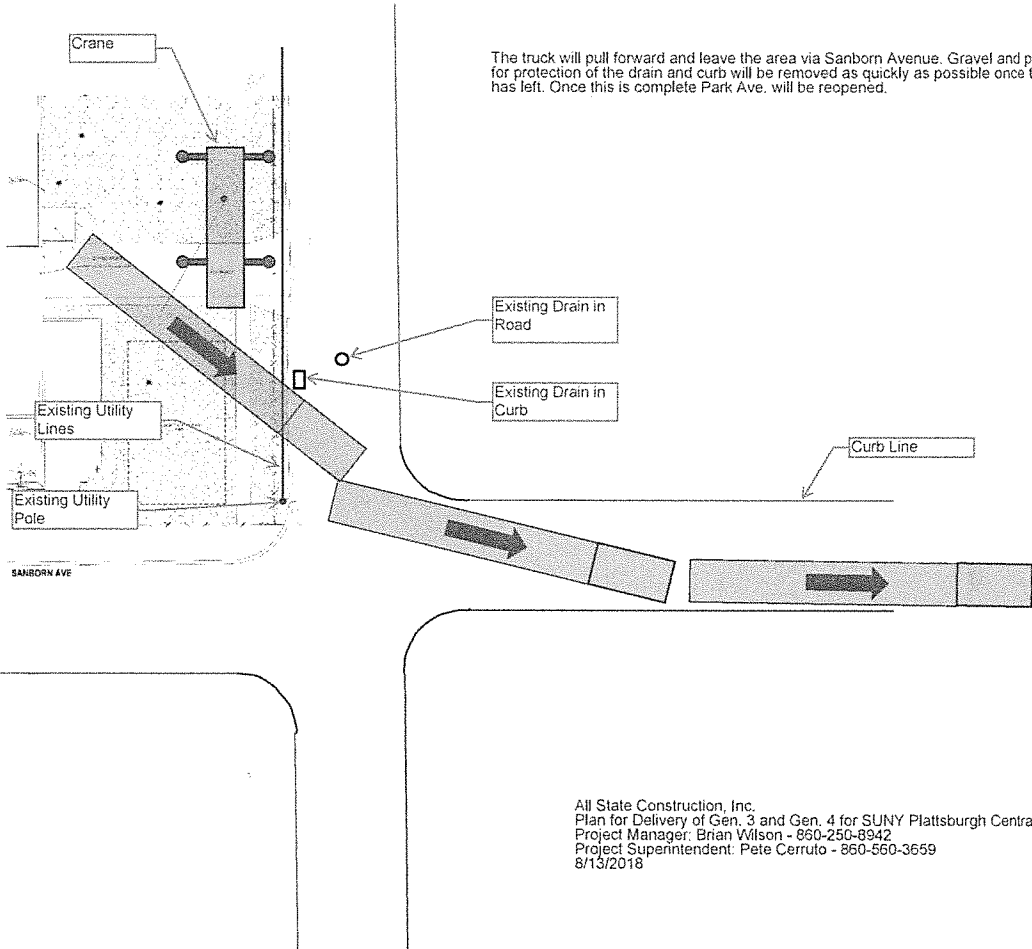 Crane
The truck will pull forward and leave the area via Sanborn Avenue. Gravel and p
for protection of the drain and curb will be removed as quickly as possible once t
has left. Once this is complete Park Ave. will be reopened.
Existing Drain in
Road
Existing Drain in
Curb
Existing Utility
Lines
Curb Line
Existing Utility
Pole
SANBORN AVE
All State Construction, Inc.
Plan for Delivery of Gen. 3 and Gen. 4 for SUNY Plattsburgh Centra
Project Manager: Brian Wilson - 860-250-8942
Project Superintendent: Pete Cerruto - 860-560-3659
8/13/2018